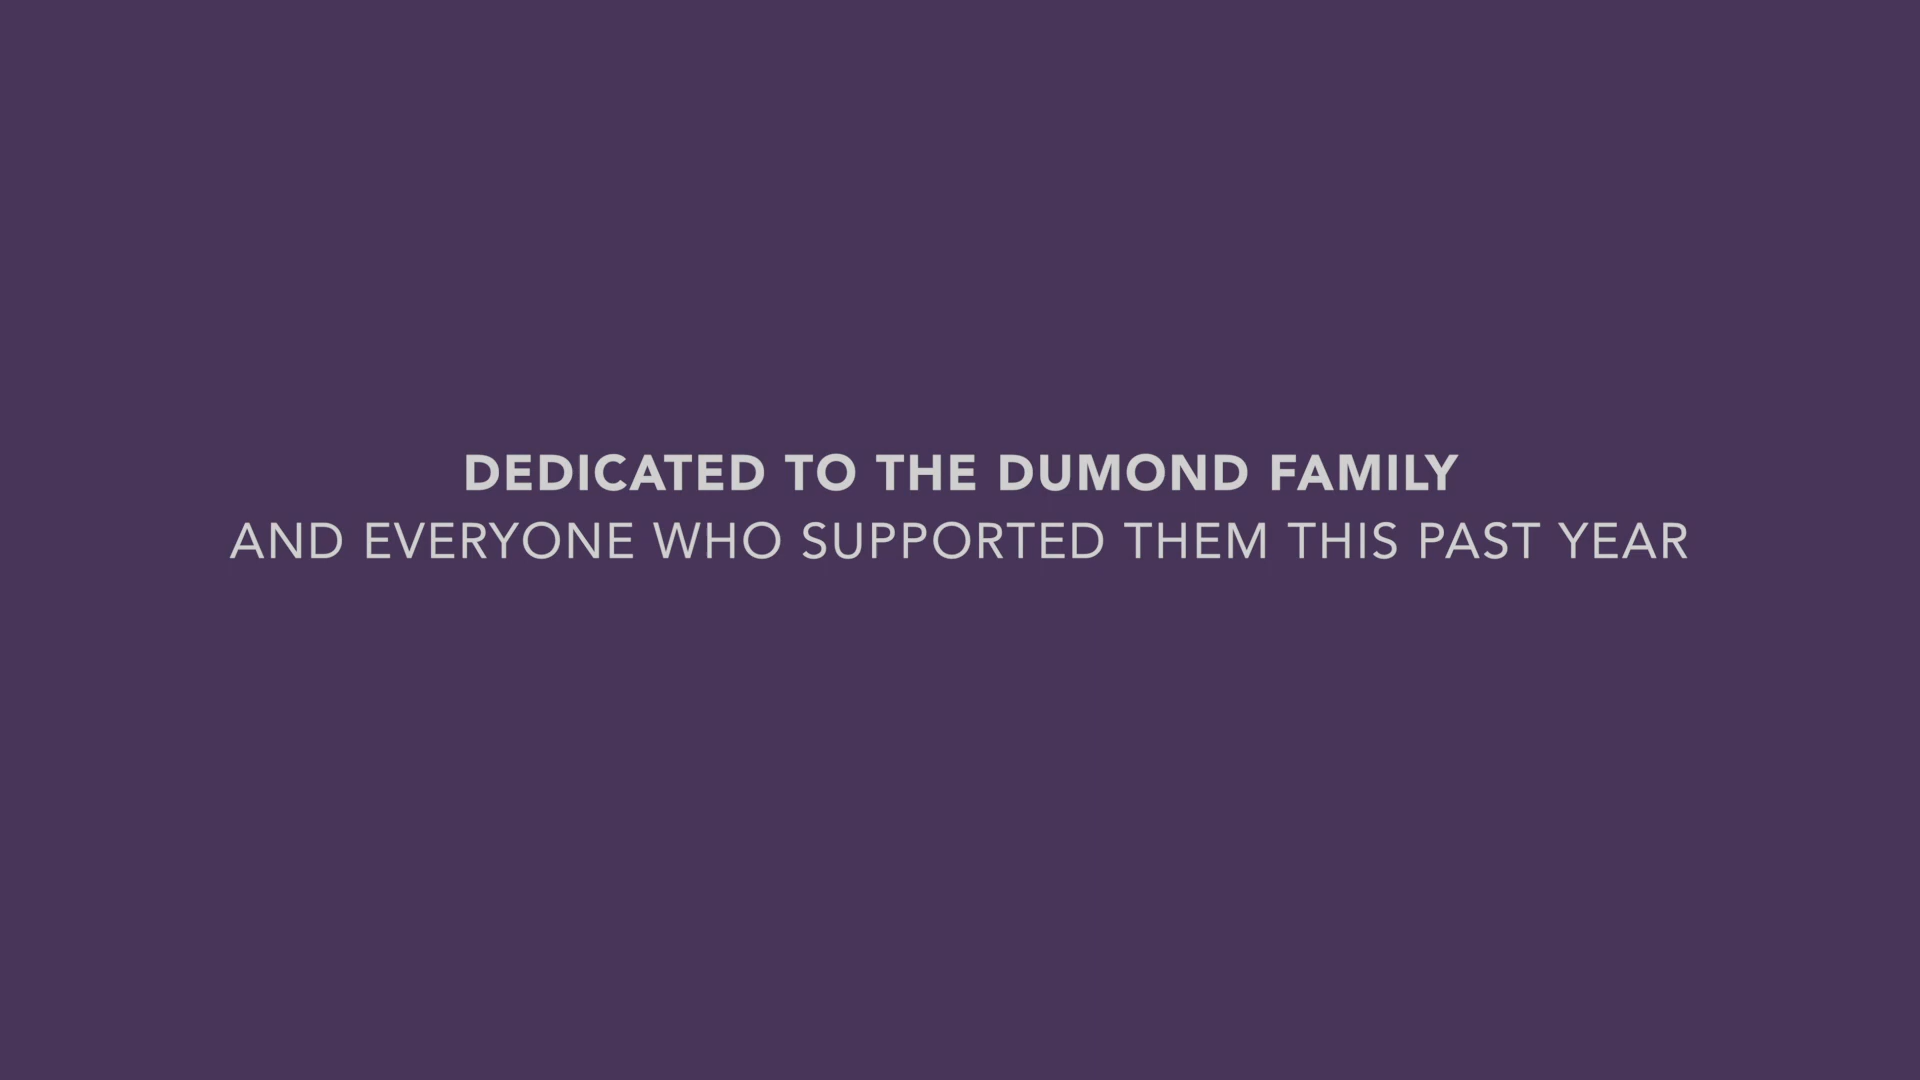 DEDICATED TO THE DUMOND FAMILY
AND EVERYONE WHO SUPPORTED THEM THIS PAST YEAR